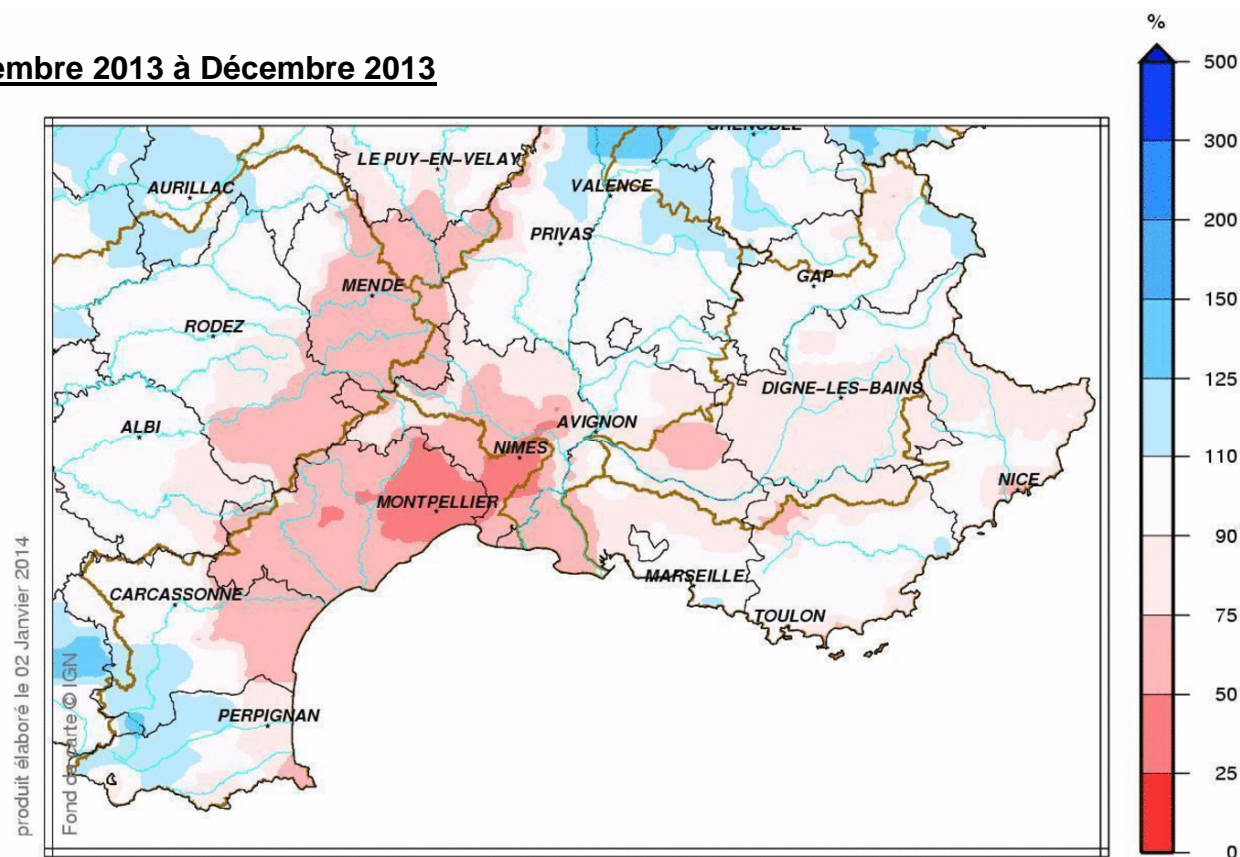 embre 2013 à Décembre 2013
%
500
300
200
150
125
110
90
75
50
25
0
GRENOBLE
LE PUY-EN-VELAY
AURILLAC
VALENCE
PRIVAS
GAP
MENDE
RODEZ
DIGNE-LES-BAINS
ALBI
AVIGNON
NIMES
NICE
MONTPELLIER
MARSEILLE
CARCASSONNE
TOULON
PERPIGNAN
produit élaboré le 02 Janvier 2014
Fond de carte © IGN